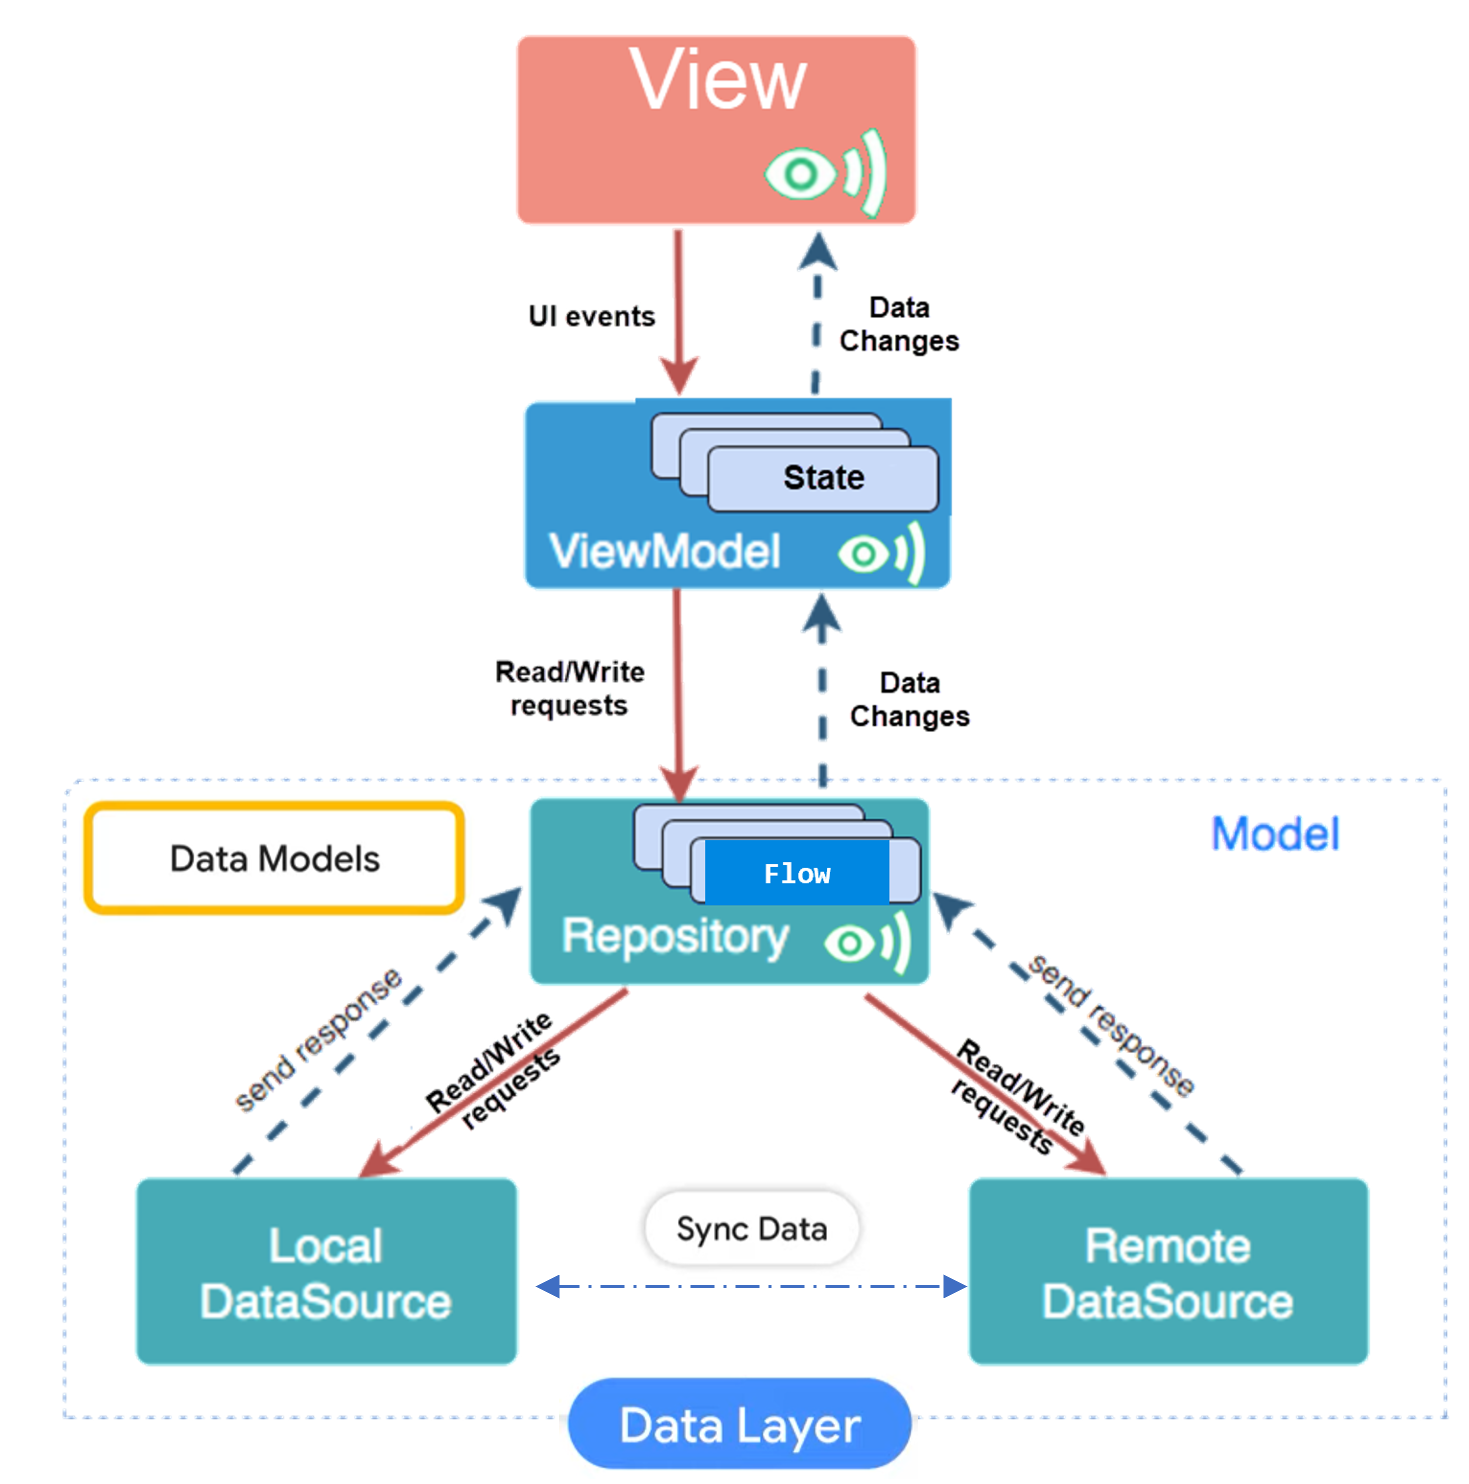 View
UI events
Data
Changes
State
ViewModel
Read/Write
requests
Data
Changes
Data Models
Flow
Repository
Model
send response
Read/Write
requests
Read/Write
requests
send response
Local
DataSource
Sync Data
Remote
DataSource
Data Layer